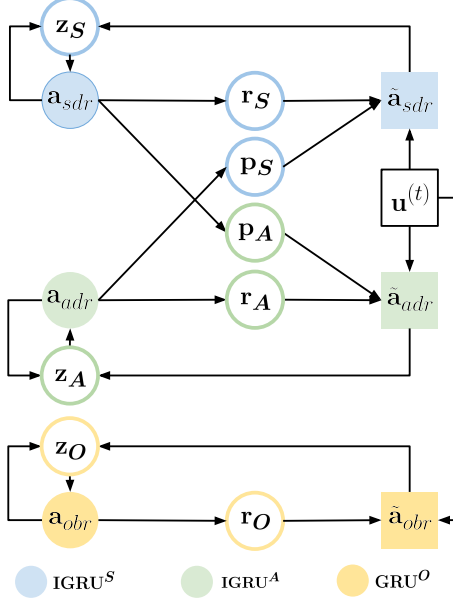 z_S
a_sdr r_S ã_sdr
p_S
u^(t)
p_A
a_adr r_A ã_adr
z_A
z_O
a_obr r_O ã_obr
IGRU^S IGRU^A GRU^O